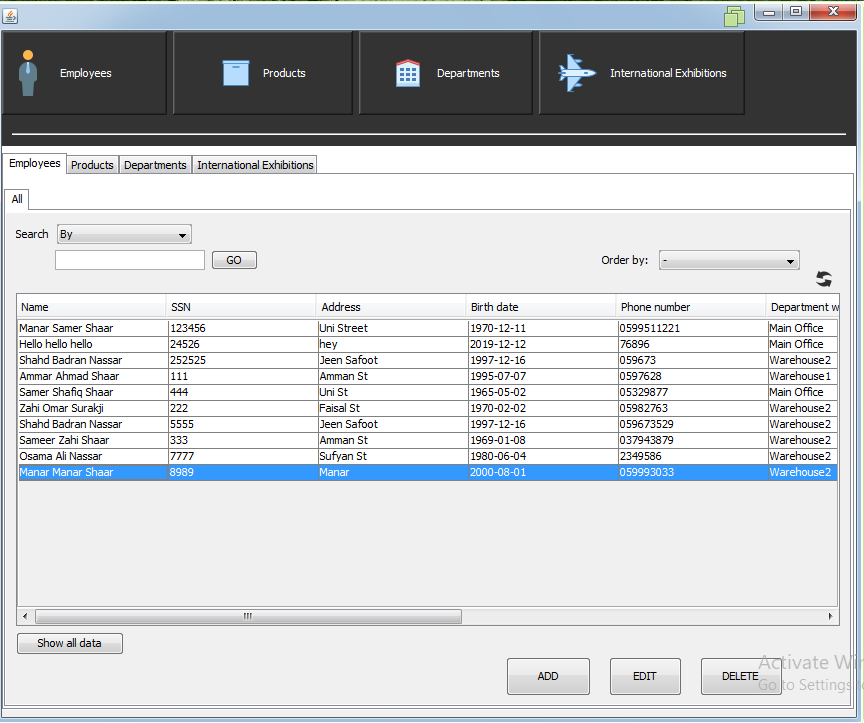 Employees Products Departments International Exhibitions
Employees Products Departments International Exhibitions
All
Search By
GO Order by: -
Name SSN Address Birth date Phone number Department w
Manar Samer Shaar 123456 Uni Street 1970-12-11 0599511221 Main Office
Hello hello hello 24526 hey 2019-12-12 76896 Main Office
Shahd Badran Nassar 252525 Jeen Safoot 1997-12-16 059673 Warehouse2
Ammar Ahmad Shaar 111 Amman St 1995-07-07 0597628 Warehouse1
Samer Shafiq Shaar 444 Uni St 1965-05-02 05329877 Main Office
Zahi Omar Surakji 222 Faisal St 1970-02-02 05982763 Warehouse2
Shahd Badran Nassar 5555 Jeen Safoot 1997-12-16 059673529 Warehouse2
Sameer Zahi Shaar 333 Amman St 1969-01-08 037943879 Warehouse2
Osama Ali Nassar 7777 Sufyan St 1980-06-04 2349586 Warehouse2
Manar Manar Shaar 8989 Manar 2000-08-01 059993033 Warehouse2
Show all data
Activate Wi
ADD EDIT DELETE
Go to Settings t